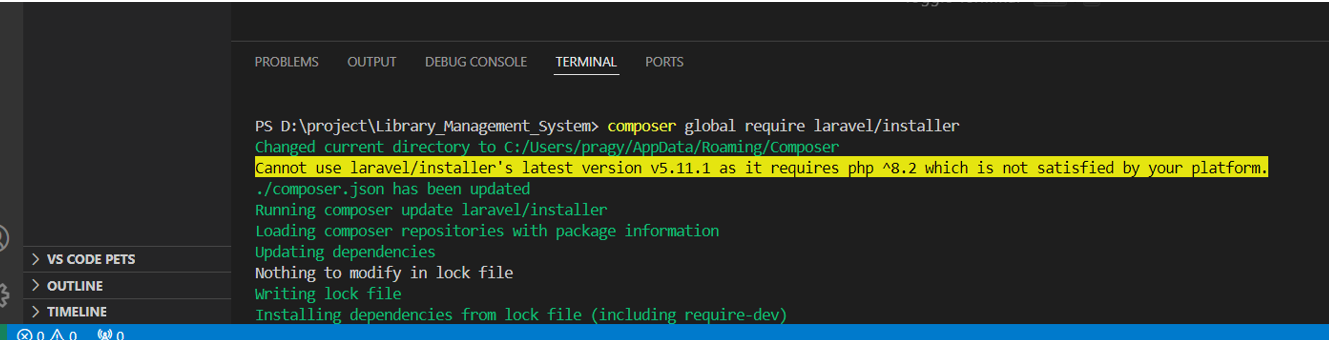 PROBLEMS OUTPUT DEBUG CONSOLE TERMINAL PORTS
PS D:\project\Library_Management_System> composer global require laravel/installer
Changed current directory to C:/Users/pragy/AppData/Roaming/Composer
Cannot use laravel/installer's latest version v5.11.1 as it requires php ^8.2 which is not satisfied by your platform.
./composer.json has been updated
Running composer update laravel/installer
Loading composer repositories with package information
Updating dependencies
Nothing to modify in lock file
Writing lock file
Installing dependencies from lock file (including require-dev)
VS CODE PETS
OUTLINE
TIMELINE
0 0 0